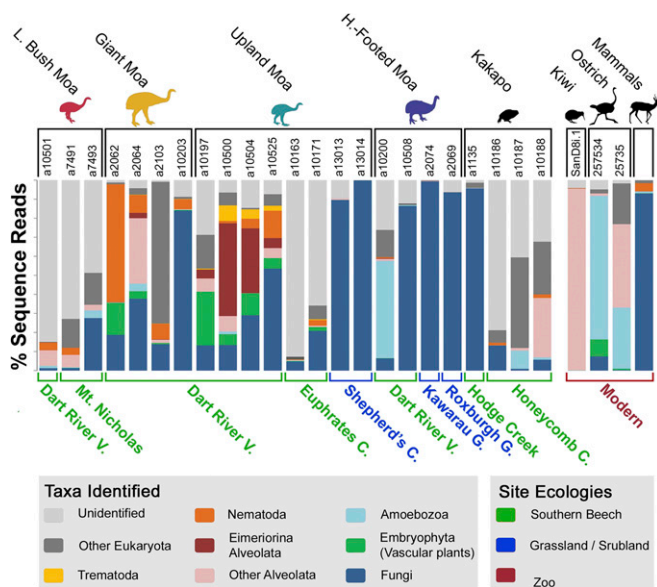 L. Bush Moa
Giant Moa
Upland Moa
H.-Footed Moa
Kakapo
Kiwi
Ostrich
Mammals
a10501
a7491
a7493
a2062
a2064
a2103
a10203
a10197
a10500
a10504
a10525
a10163
a10171
a13013
a13014
a10200
a10508
a2074
a2069
1135
a10186
a10187
a10188
SanD8i.1
257534
25735
% Sequence Reads
Dart River V.
Mt. Nicholas
Dart River V.
Euphrates C.
Shepherd's C.
Dart River V.
Kawarau G.
Roxburgh G.
Hodge Creek
Honeycomb C.
Modern
Taxa Identified
Unidentified
Other Eukaryota
Trematoda
Nematoda
Eimeriorina
Alveolata
Other Alveolata
Amoebozoa
Embryophyta
(Vascular plants)
Fungi
Site Ecologies
Southern Beech
Grassland / Srubland
Zoo